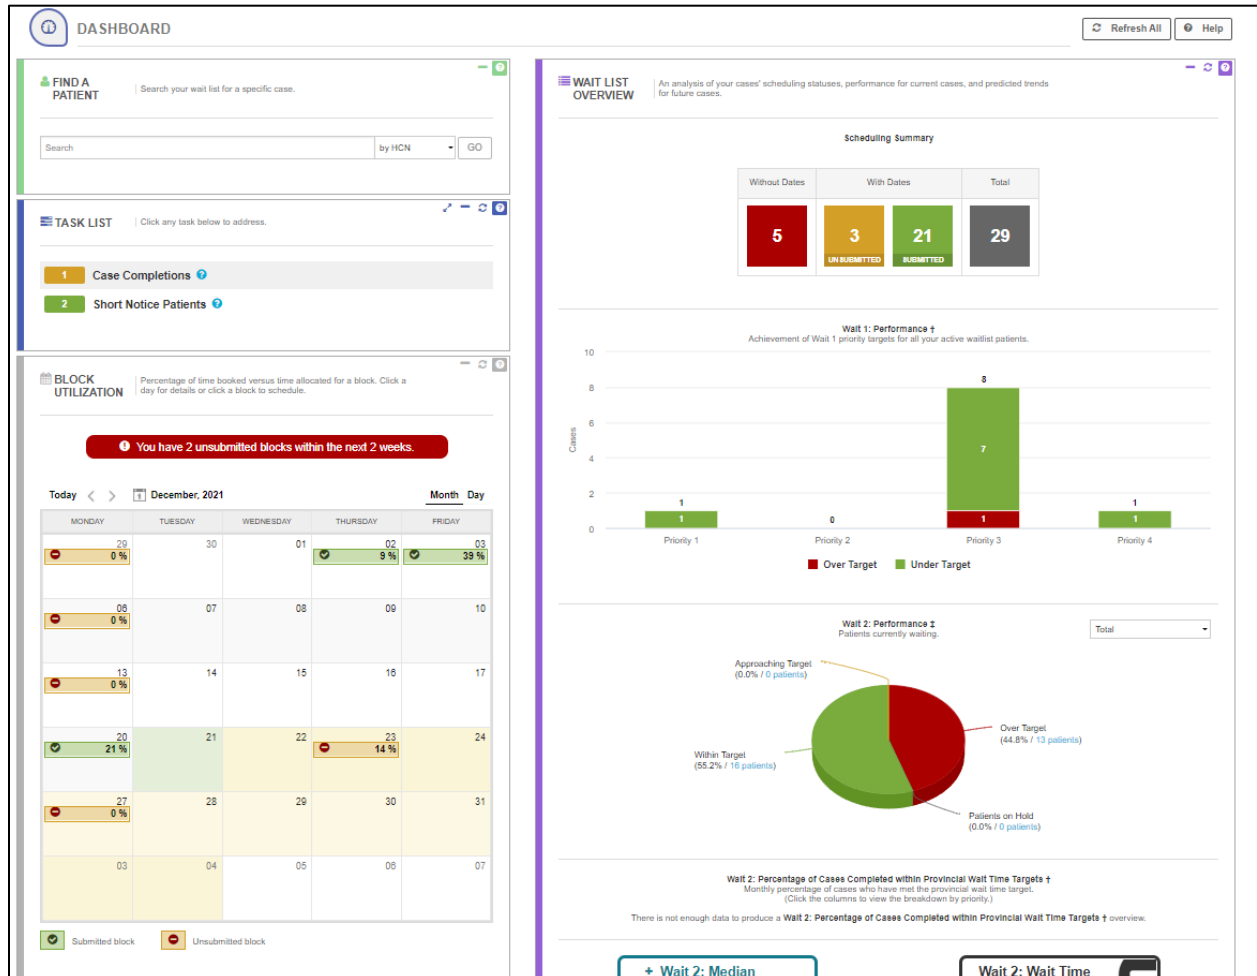 DASHBOARD
Refresh All
Help
FIND A
PATIENT
Search your wait list for a specific case.
Search
by HCN
GO
TASK LIST
Click any task below to address.
1 Case Completions
2 Short Notice Patients
BLOCK
UTILIZATION
Percentage of time booked versus time allocated for a block. Click a
day for details or click a block to schedule.
You have 2 unsubmitted blocks within the next 2 weeks.
Today December, 2021 Month Day
MONDAY TUESDAY WEDNESDAY THURSDAY FRIDAY
29 30 01 02 03
0 % 9 % 39 %
06 07 08 09 10
0 %
13 14 15 16 17
0 %
20 21 22 23 24
21 % 14 %
27 28 29 30 31
0 %
03 04 05 06 07
Submitted block Unsubmitted block
WAIT LIST
OVERVIEW
An analysis of your cases' scheduling statuses, performance for current cases, and predicted trends
for future cases.
Scheduling Summary
Without Dates With Dates Total
5 3 21 29
UNSUBMITTED SUBMITTED
Wait 1: Performance †
Achievement of Wait 1 priority targets for all your active waitlist patients.
10
8
6
4
2
0
Cases
8
7
1
1
1
0
1
1
Priority 1 Priority 2 Priority 3 Priority 4
Over Target Under Target
Wait 2: Performance ‡
Patients currently waiting.
Total
Approaching Target
(0.0% / 0 patients)
Over Target
(44.8% / 13 patients)
Within Target
(55.2% / 16 patients)
Patients on Hold
(0.0% / 0 patients)
Wait 2: Percentage of Cases Completed within Provincial Wait Time Targets †
Monthly percentage of cases who have met the provincial wait time target.
(Click the columns to view the breakdown by priority.)
There is not enough data to produce a Wait 2: Percentage of Cases Completed within Provincial Wait Time Targets † overview.
+ Wait 2: Median
Wait 2: Wait Time